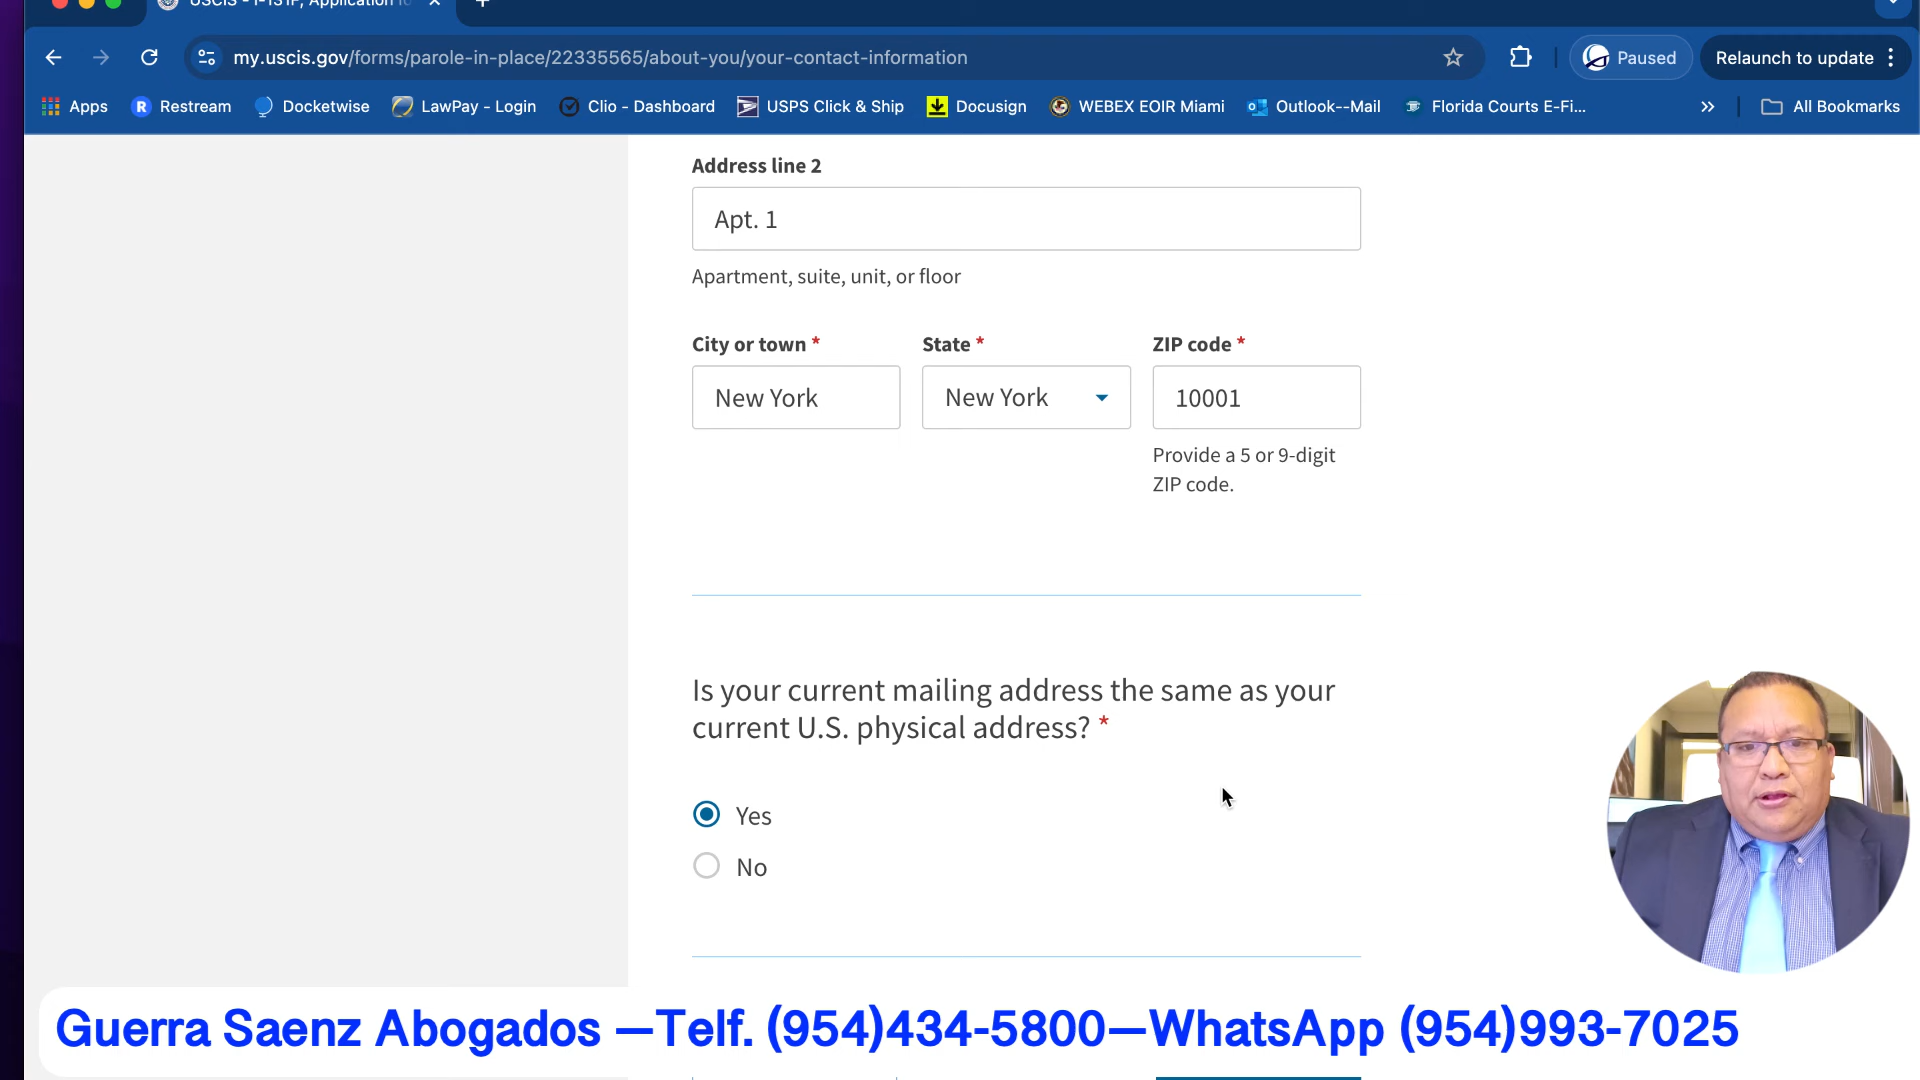 USCIS - I-131F, Application fo
my.uscis.gov/forms/parole-in-place/22335565/about-you/your-contact-information
Paused
Relaunch to update
Apps
Restream
Docketwise
LawPay - Login
Clio - Dashboard
USPS Click & Ship
Docusign
WEBEX EOIR Miami
Outlook--Mail
Florida Courts E-Fi...
All Bookmarks
Address line 2
Apt. 1
Apartment, suite, unit, or floor
City or town * State * ZIP code *
New York New York 10001
Provide a 5 or 9-digit
ZIP code.
Is your current mailing address the same as your
current U.S. physical address? *
Yes
No
Guerra Saenz Abogados —Telf. (954)434-5800—WhatsApp (954)993-7025